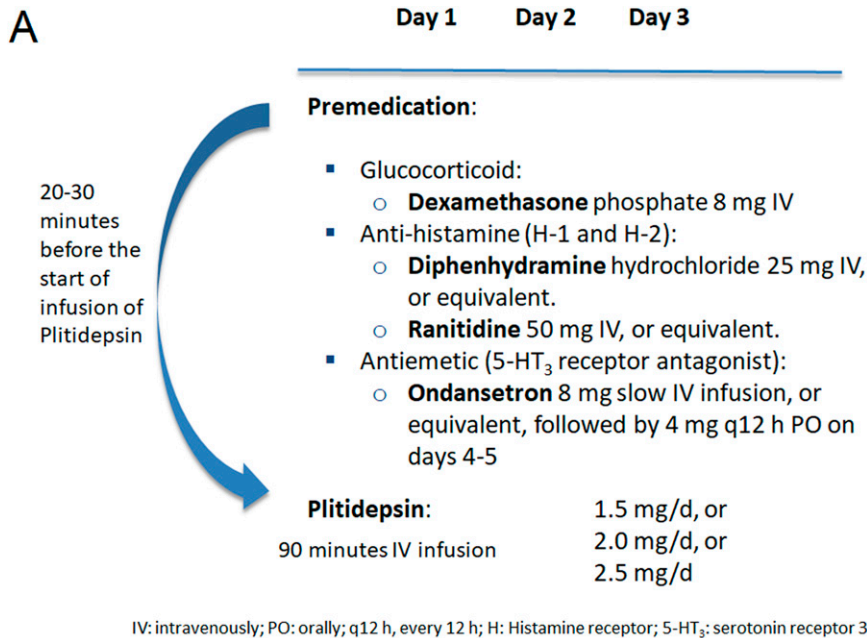 A
Day 1 Day 2 Day 3
Premedication:
▪ Glucocorticoid:
o Dexamethasone phosphate 8 mg IV
▪ Anti-histamine (H-1 and H-2):
o Diphenhydramine hydrochloride 25 mg IV,
or equivalent.
o Ranitidine 50 mg IV, or equivalent.
▪ Antiemetic (5-HT₃ receptor antagonist):
o Ondansetron 8 mg slow IV infusion, or
equivalent, followed by 4 mg q12 h PO on
days 4-5
20-30
minutes
before the
start of
infusion of
Plitidepsin
Plitidepsin:
90 minutes IV infusion
1.5 mg/d, or
2.0 mg/d, or
2.5 mg/d
IV: intravenously; PO: orally; q12 h, every 12 h; H: Histamine receptor; 5-HT₃: serotonin receptor 3